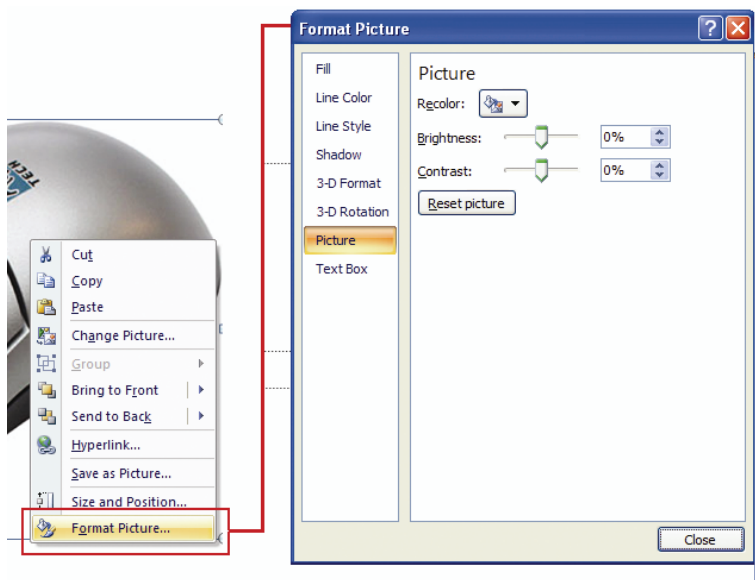 TECH
Cut
Copy
Paste
Change Picture...
Group
Bring to Front
Send to Back
Hyperlink...
Save as Picture...
Size and Position...
Format Picture...
Format Picture
Fill
Line Color
Line Style
Shadow
3-D Format
3-D Rotation
Picture
Text Box
Picture
Recolor:
Brightness: 0%
Contrast: 0%
Reset picture
Close